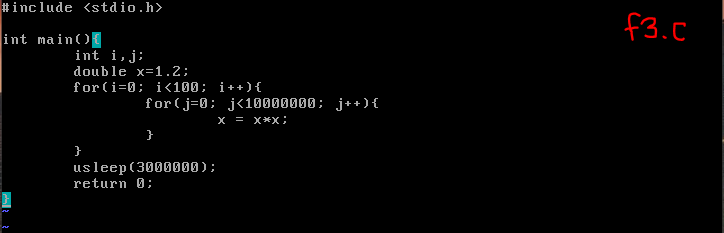 #include <stdio.h>
f3.c
int main(){
        int i,j;
        double x=1.2;
        for(i=0; i<100; i++){
                for(j=0; j<10000000; j++){
                        x = x*x;
                }
        }
        usleep(3000000);
        return 0;
}
~
~